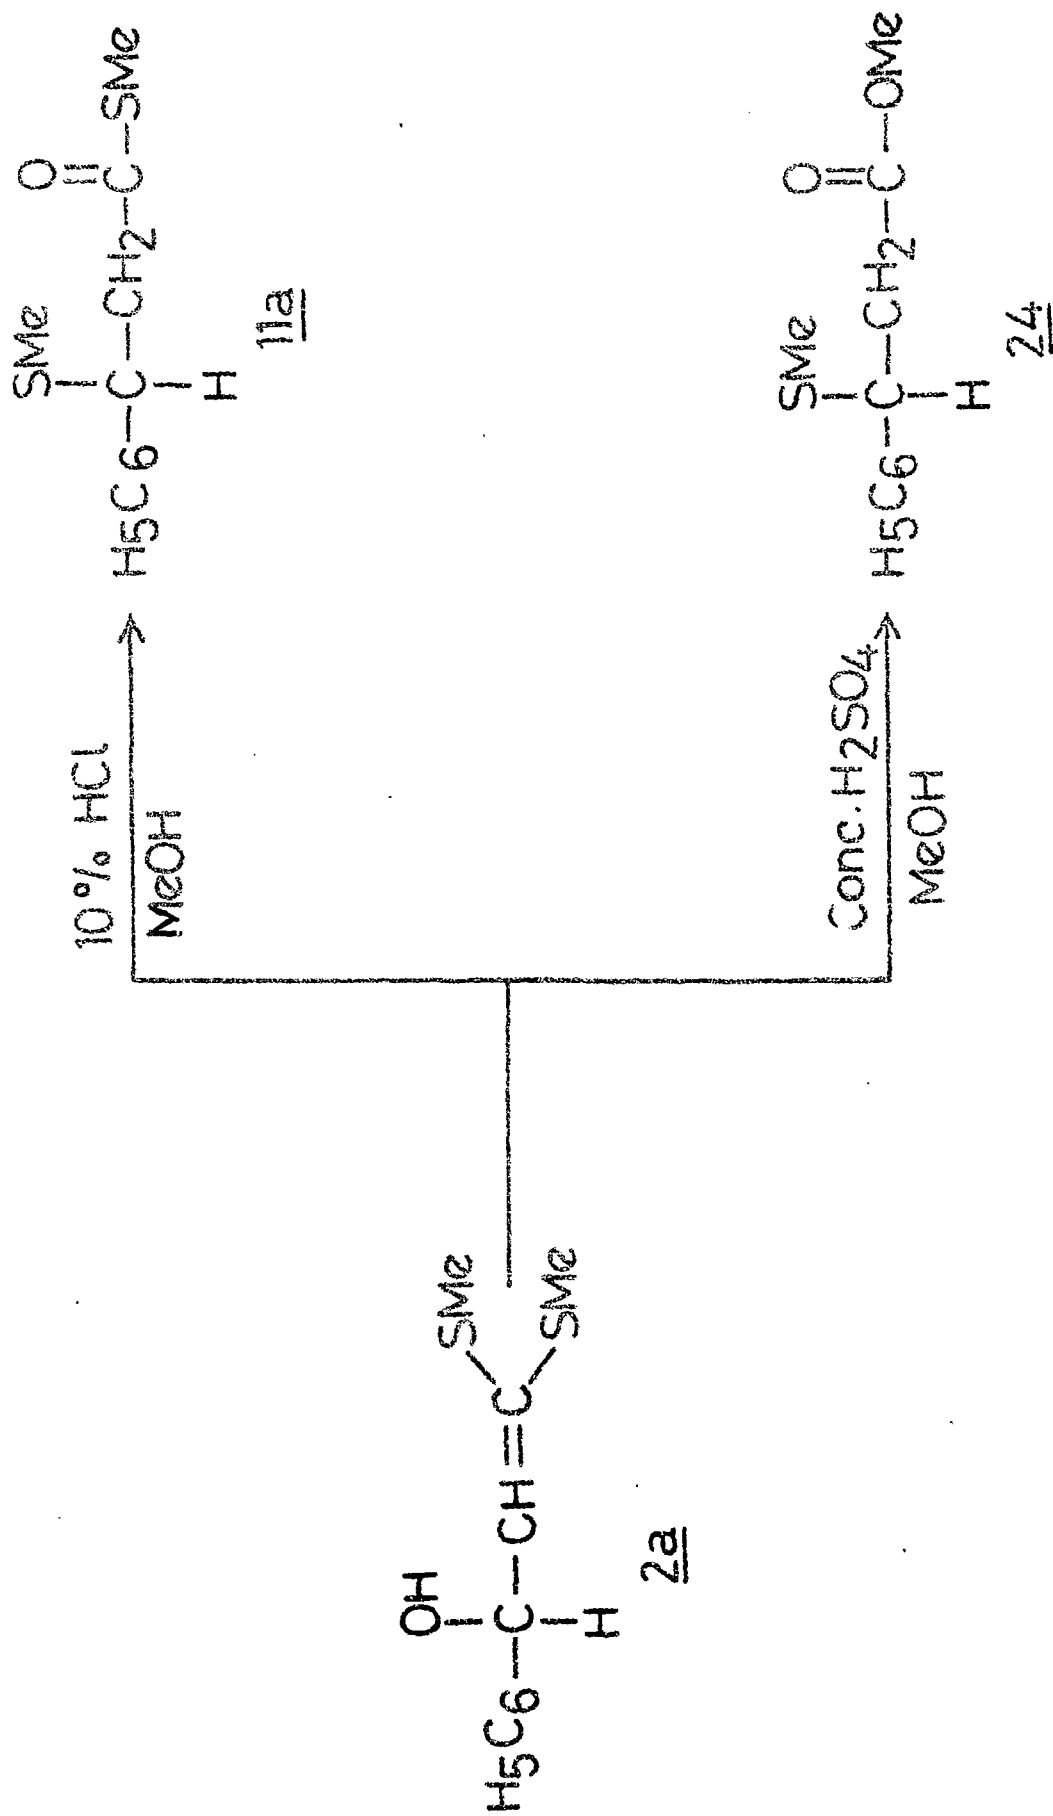 H5C6-C-CH=C
OH
H
SMe
SMe
2a
10% HCl
MeOH
SMe
O
H5C6-C-CH2-C-SMe
H
11a
Conc. H2SO4
MeOH
SMe
O
H5C6-C-CH2-C-OMe
H
24